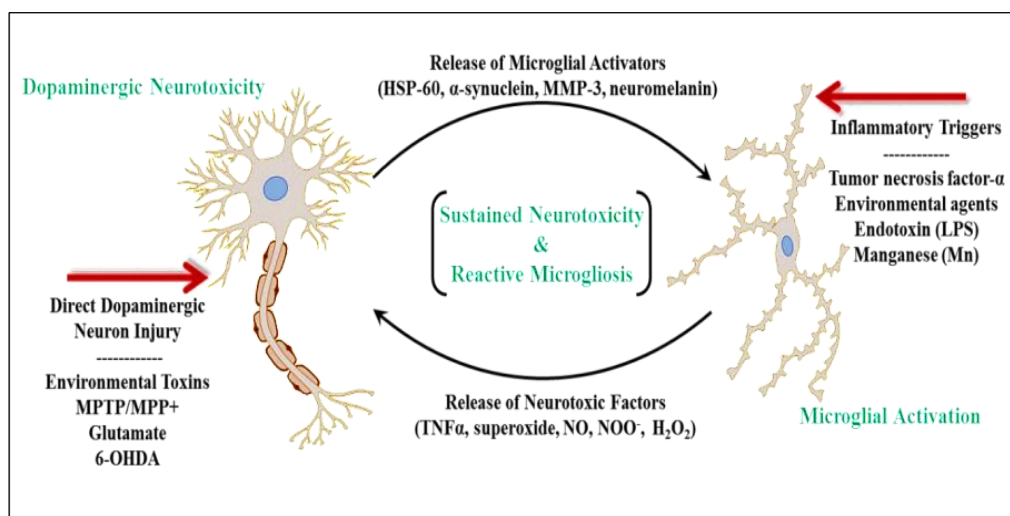 Dopaminergic Neurotoxicity
Release of Microglial Activators
(HSP-60, α-synuclein, MMP-3, neuromelanin)
Inflammatory Triggers
------------
Tumor necrosis factor-α
Environmental agents
Endotoxin (LPS)
Manganese (Mn)
Sustained Neurotoxicity
&
Reactive Microgliosis
Direct Dopaminergic
Neuron Injury
------------
Environmental Toxins
MPTP/MPP+
Glutamate
6-OHDA
Release of Neurotoxic Factors
(TNFα, superoxide, NO, NOO⁻, H₂O₂)
Microglial Activation